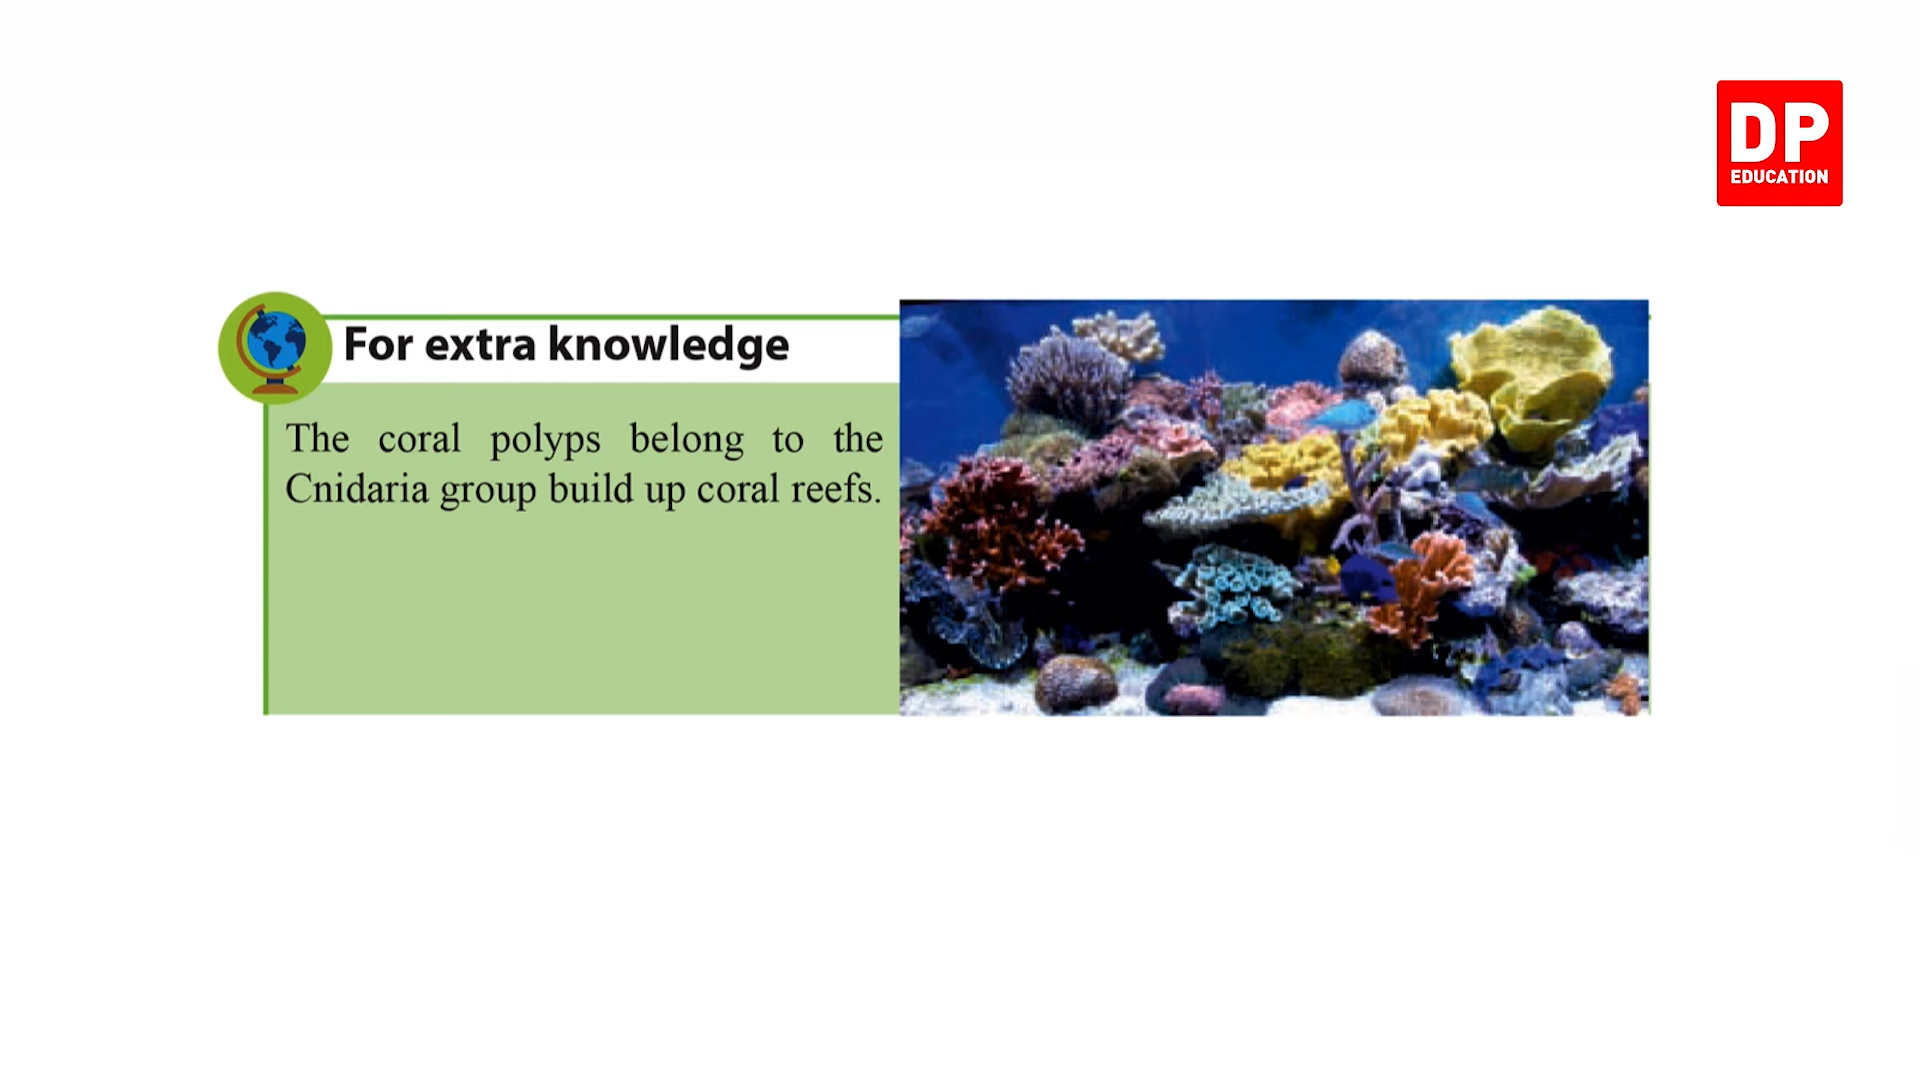 DP
EDUCATION
For extra knowledge
The coral polyps belong to the
Cnidaria group build up coral reefs.